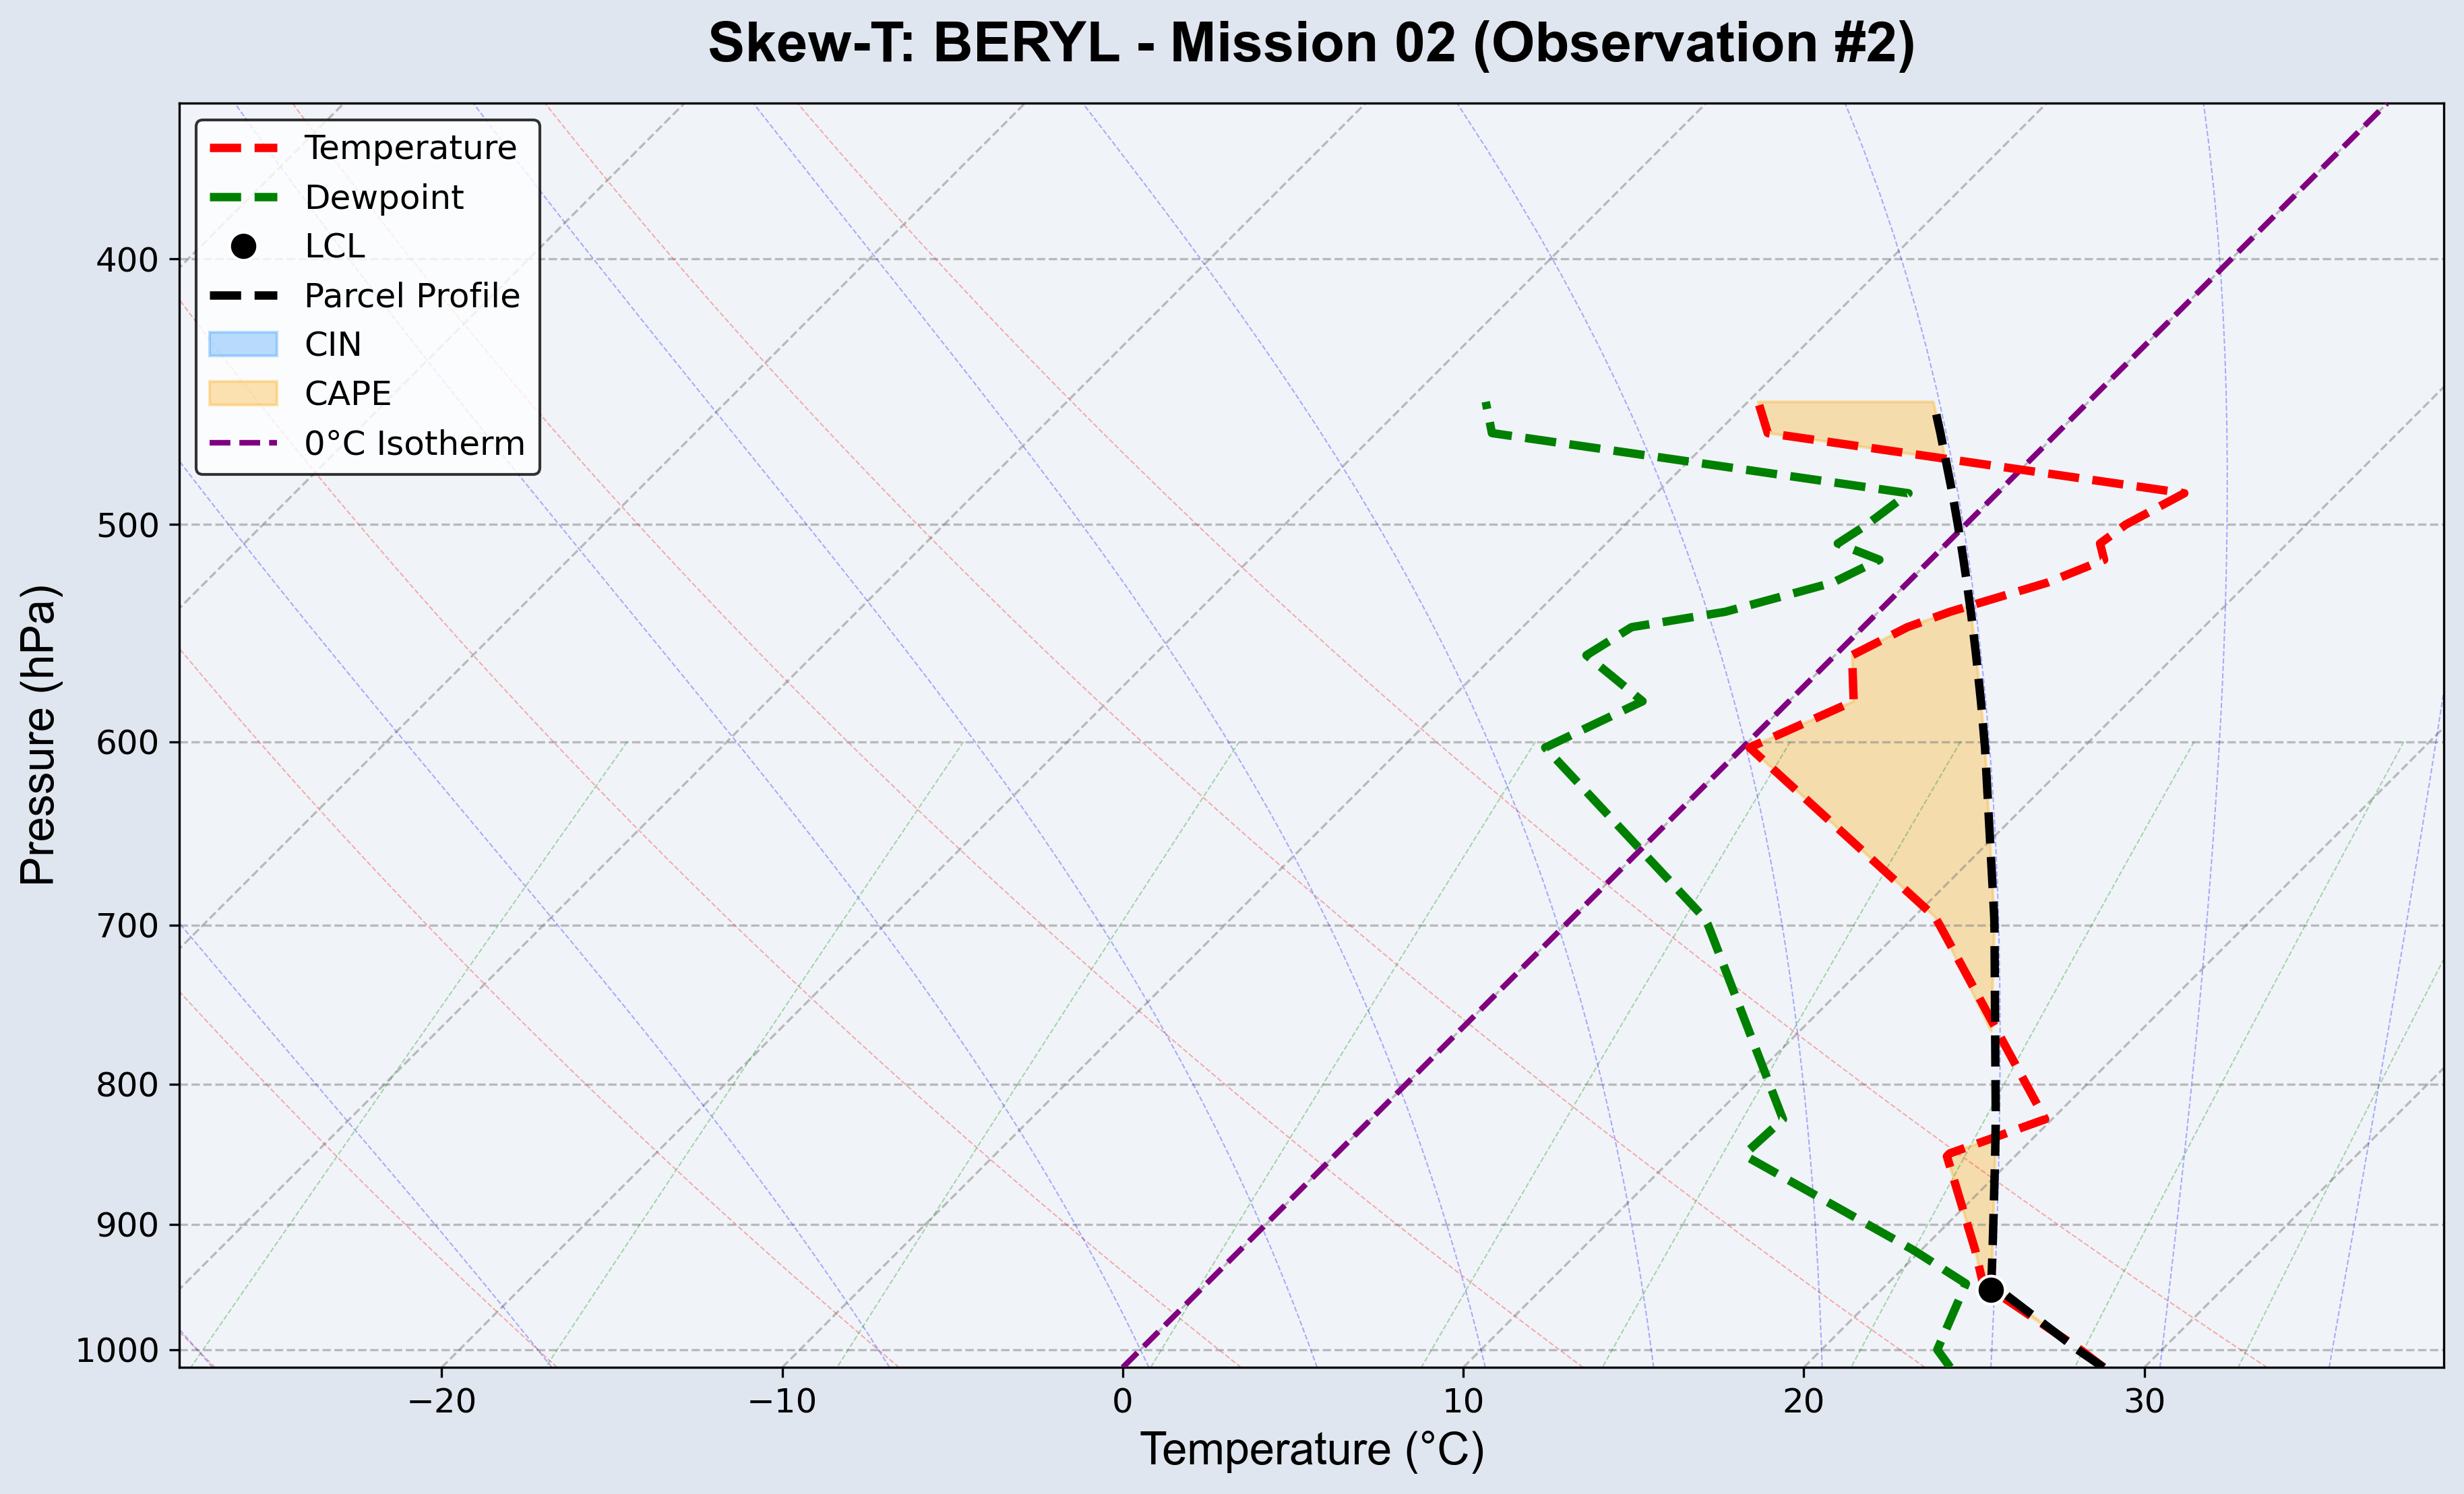 Skew-T: BERYL - Mission 02 (Observation #2)
Temperature
Dewpoint
LCL
Parcel Profile
CIN
CAPE
0°C Isotherm
Pressure (hPa)
400
500
600
700
800
900
1000
−20
−10
0
10
20
30
Temperature (°C)